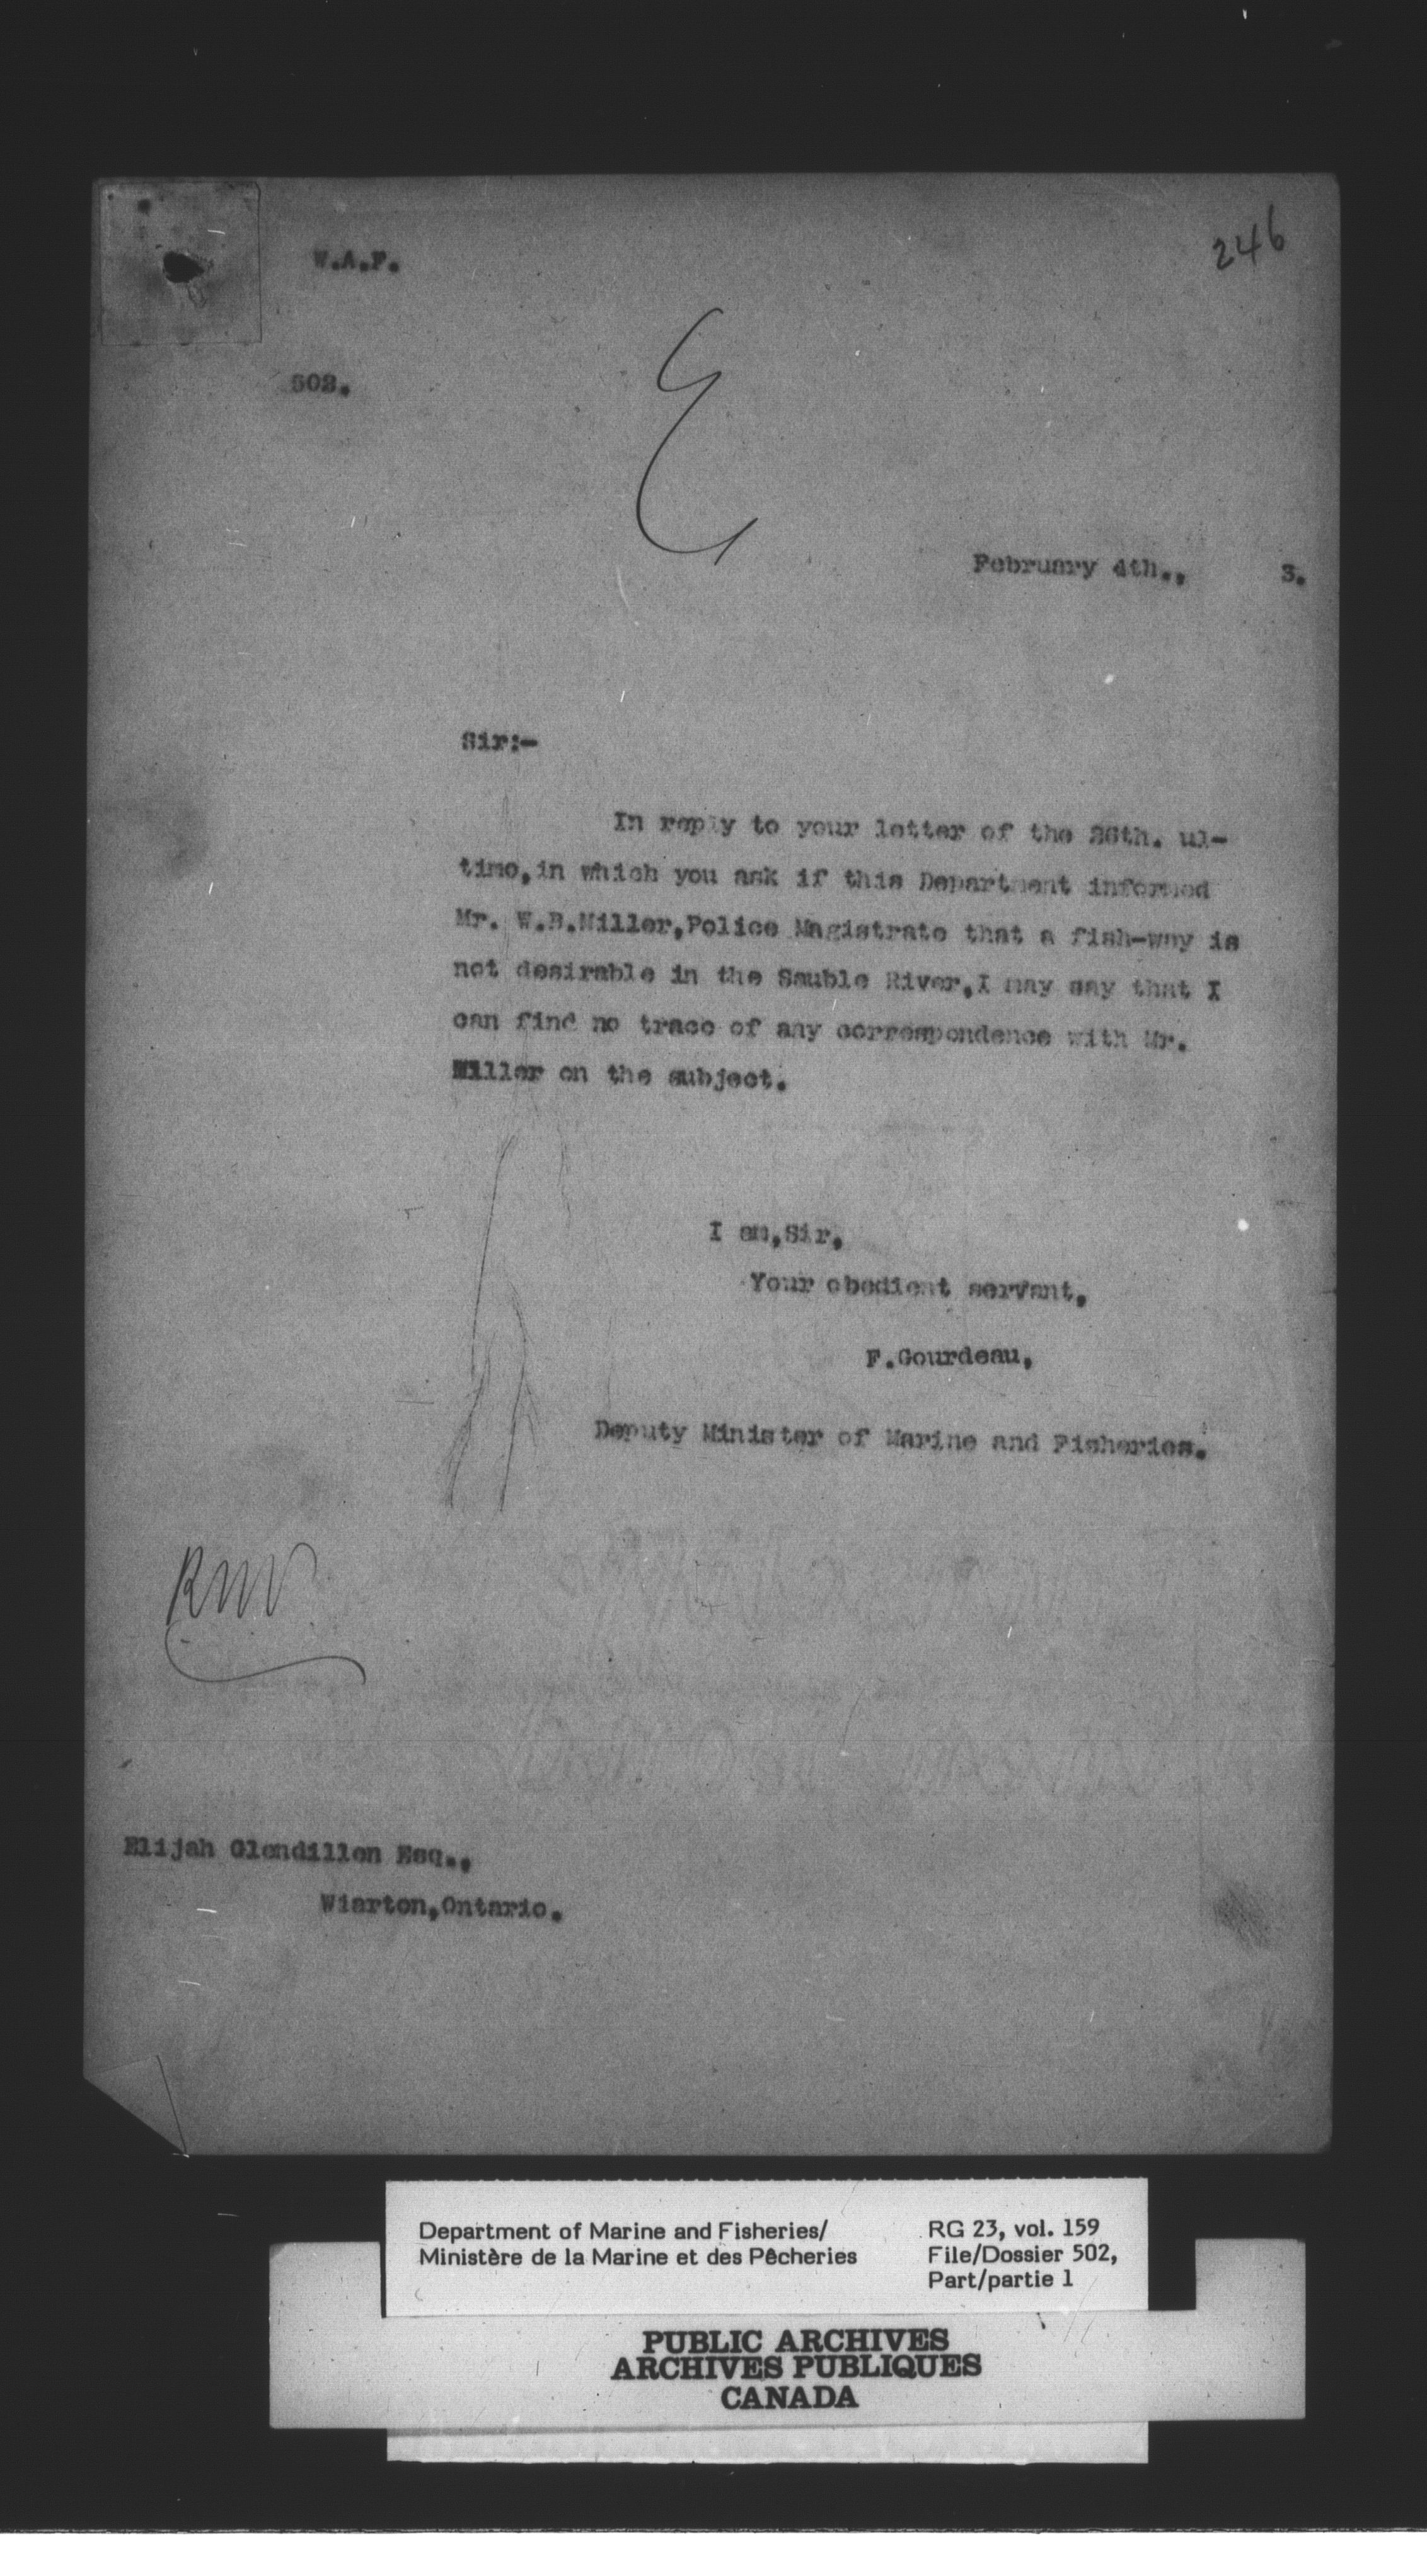 246
W.A.F.
502.
E
February 4th., 3.
Sir:-
In reply to your letter of the 26th. ul-
timo,in which you ask if this Department informed
Mr. W.B.Miller,Police Magistrate that a fish-way is
not desirable in the Sauble River,I may say that I
can find no trace of any correspondence with Mr.
Miller on the subject.
I am,Sir,
Your obedient servant,
F.Gourdeau,
Deputy Minister of Marine and Fisheries.
Elijah Glendillen Esq.,
Wiarton,Ontario.
Department of Marine and Fisheries/
Ministère de la Marine et des Pêcheries
RG 23, vol. 159
File/Dossier 502,
Part/partie 1
PUBLIC ARCHIVES
ARCHIVES PUBLIQUES
CANADA